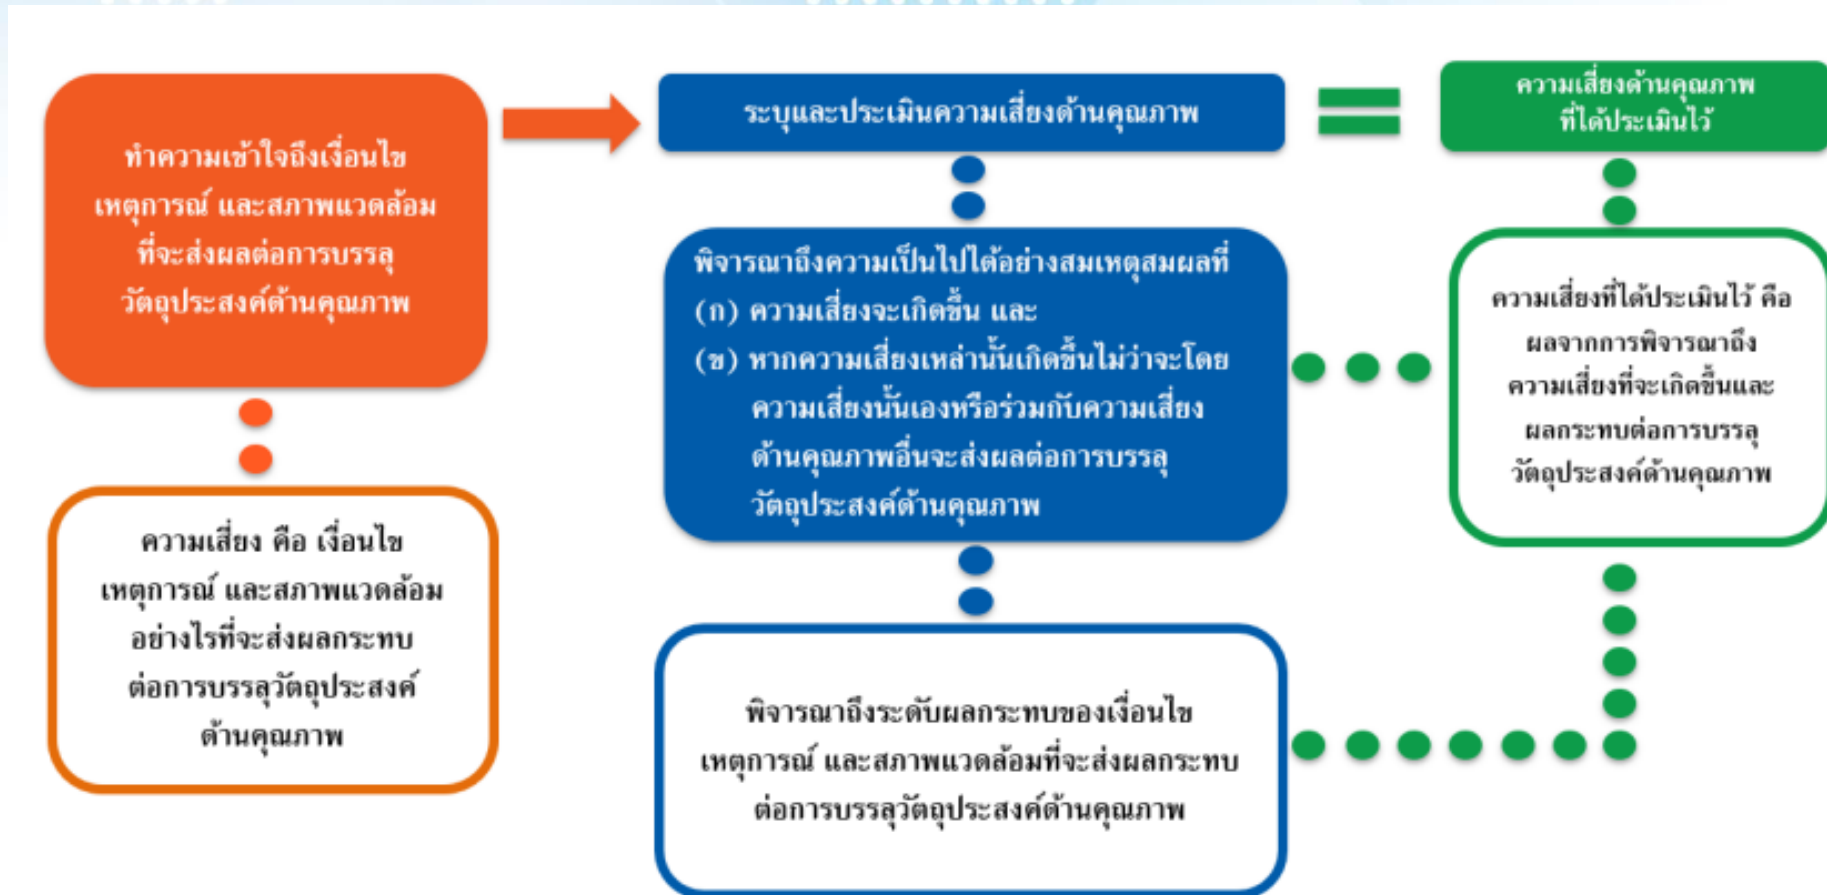 ทำความเข้าใจถึงเงื่อนไข
เหตุการณ์ และสภาพแวดล้อม
ที่จะส่งผลต่อการบรรลุ
วัตถุประสงค์ด้านคุณภาพ
ความเสี่ยง คือ เงื่อนไข
เหตุการณ์ และสภาพแวดล้อม
อย่างไรที่จะส่งผลกระทบ
ต่อการบรรลุวัตถุประสงค์
ด้านคุณภาพ
ระบุและประเมินความเสี่ยงด้านคุณภาพ
พิจารณาถึงความเป็นไปได้อย่างสมเหตุสมผลที่
(ก) ความเสี่ยงจะเกิดขึ้น และ
(ข) หากความเสี่ยงเหล่านั้นเกิดขึ้นไม่ว่าจะโดย
ความเสี่ยงนั้นเองหรือร่วมกับความเสี่ยง
ด้านคุณภาพอื่นจะส่งผลต่อการบรรลุ
วัตถุประสงค์ด้านคุณภาพ
พิจารณาถึงระดับผลกระทบของเงื่อนไข
เหตุการณ์ และสภาพแวดล้อมที่จะส่งผลกระทบ
ต่อการบรรลุวัตถุประสงค์ด้านคุณภาพ
ความเสี่ยงด้านคุณภาพ
ที่ได้ประเมินไว้
ความเสี่ยงที่ได้ประเมินไว้ คือ
ผลจากการพิจารณาถึง
ความเสี่ยงที่จะเกิดขึ้นและ
ผลกระทบต่อการบรรลุ
วัตถุประสงค์ด้านคุณภาพ